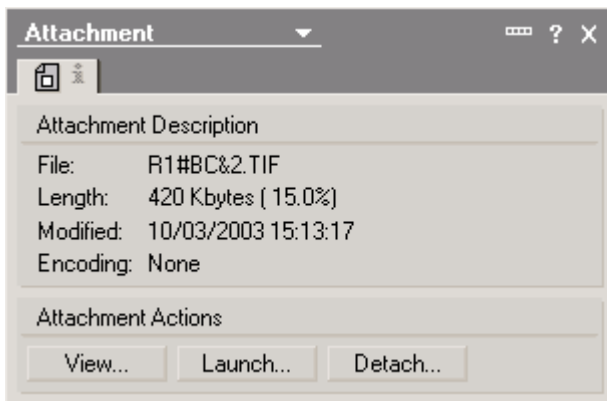 Attachment ?
Attachment Description
File: R1#BC&2.TIF
Length: 420 Kbytes ( 15.0%)
Modified: 10/03/2003 15:13:17
Encoding: None
Attachment Actions
View... Launch... Detach...